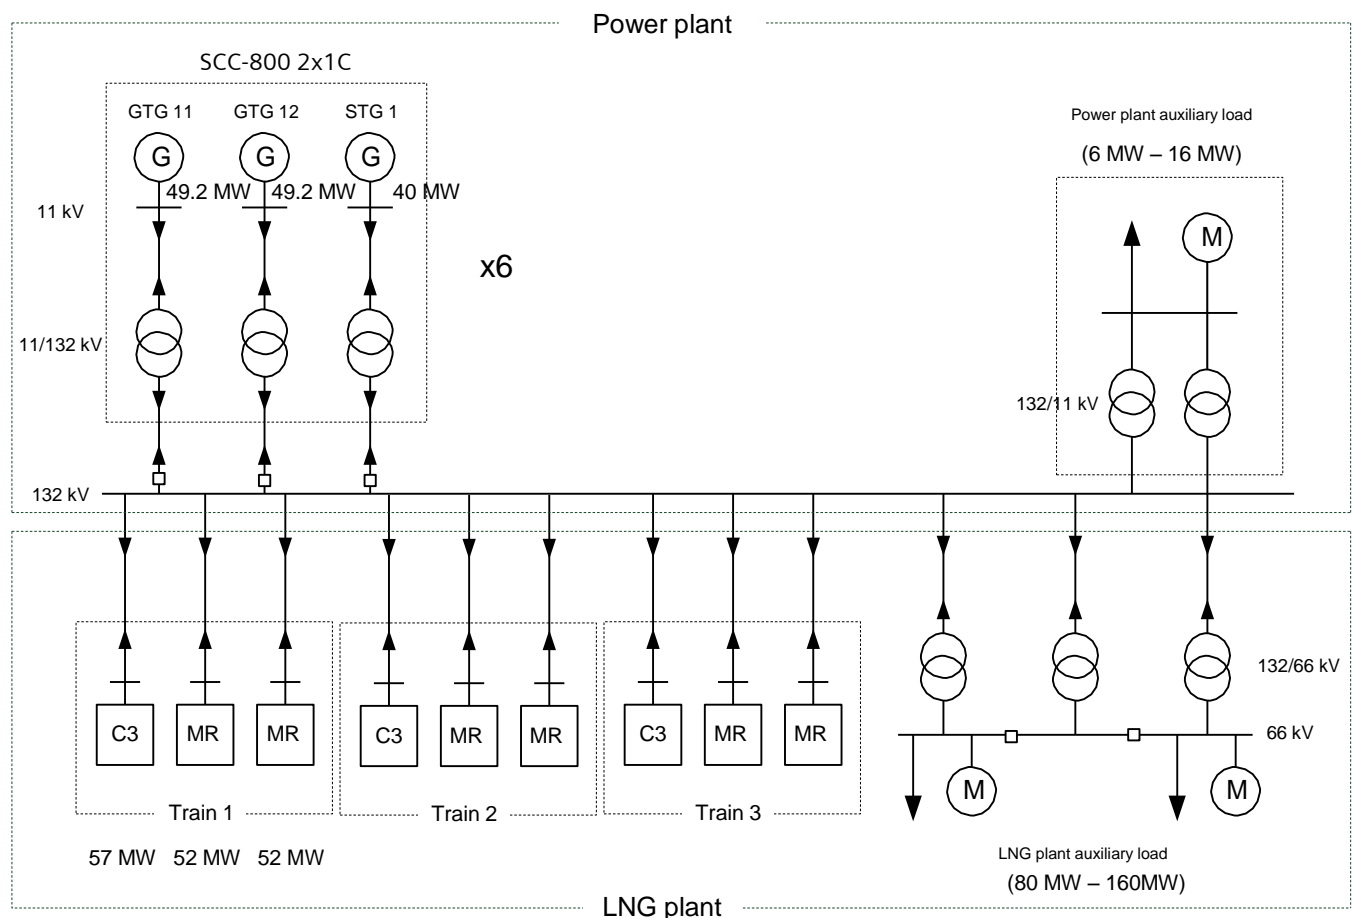 Power plant
SCC-800 2x1C
GTG 11 GTG 12 STG 1
Power plant auxiliary load
(6 MW – 16 MW)
G G G
49.2 MW 49.2 MW 40 MW
11 kV
M
x6
11/132 kV
132/11 kV
132 kV
132/66 kV
C3 MR MR C3 MR MR C3 MR MR
66 kV
M M
Train 1 Train 2 Train 3
57 MW 52 MW 52 MW
LNG plant auxiliary load
(80 MW – 160MW)
LNG plant